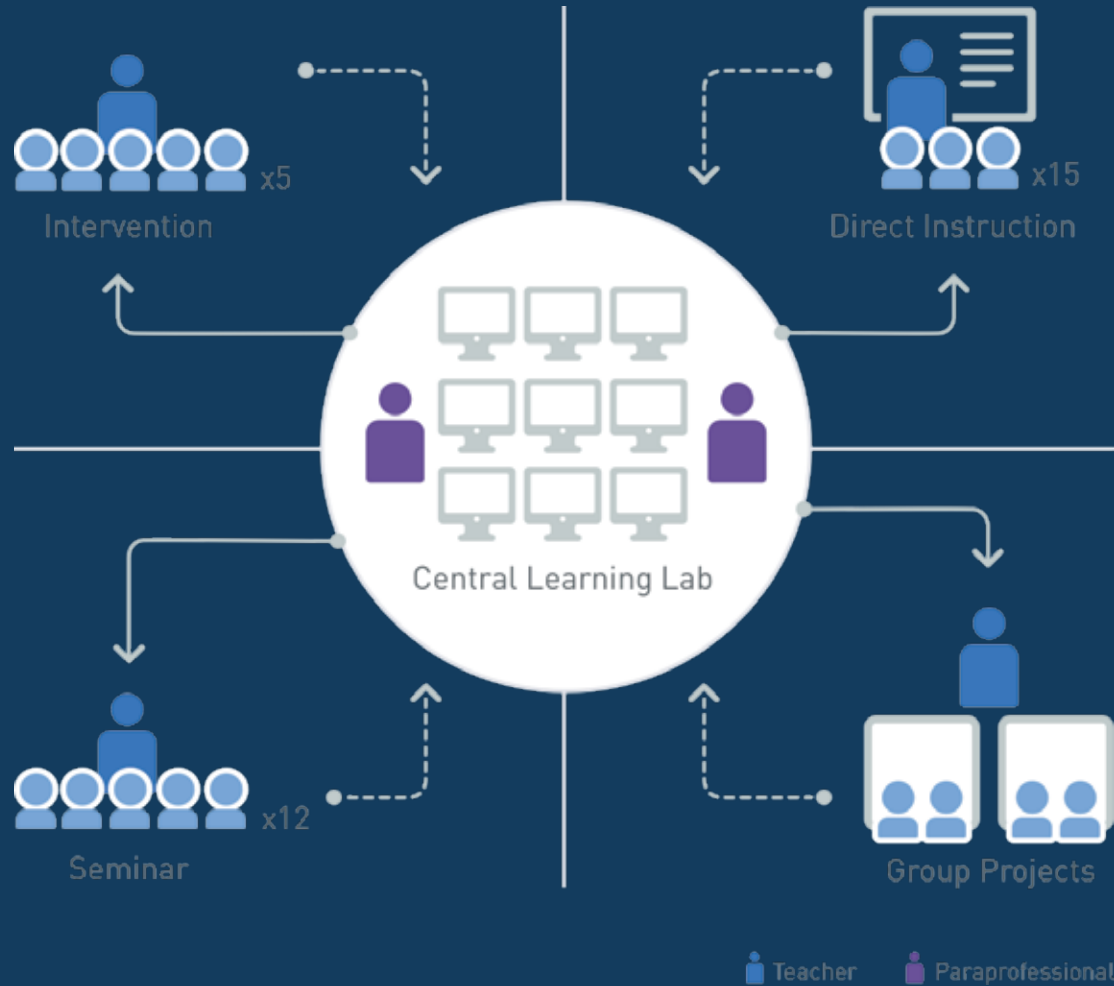 x5
Intervention
x15
Direct Instruction
Central Learning Lab
x12
Seminar
Group Projects
Teacher
Paraprofessional